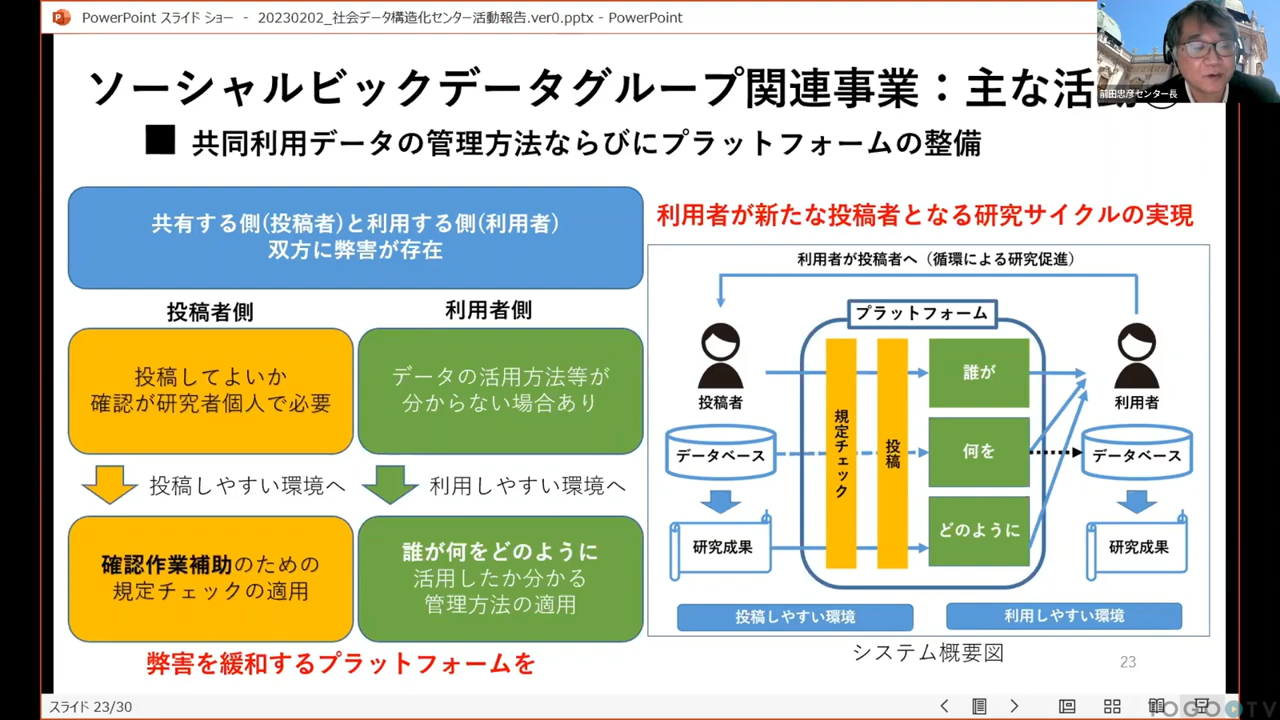 PowerPoint スライド ショー - 20230202_社会データ構造化センター活動報告.ver0.pptx - PowerPoint
前田忠彦センター長
ソーシャルビックデータグループ関連事業：主な活動
■ 共同利用データの管理方法ならびにプラットフォームの整備
共有する側(投稿者)と利用する側(利用者)
双方に弊害が存在
投稿者側
利用者側
投稿してよいか
確認が研究者個人で必要
データの活用方法等が
分からない場合あり
投稿しやすい環境へ
利用しやすい環境へ
確認作業補助のための
規定チェックの適用
誰が何をどのように
活用したか分かる
管理方法の適用
弊害を緩和するプラットフォームを
利用者が新たな投稿者となる研究サイクルの実現
利用者が投稿者へ（循環による研究促進）
プラットフォーム
投稿者
データベース
研究成果
規定チェック
投稿
誰が
何を
どのように
利用者
データベース
研究成果
投稿しやすい環境
利用しやすい環境
システム概要図
23
スライド 23/30
TOGOTV